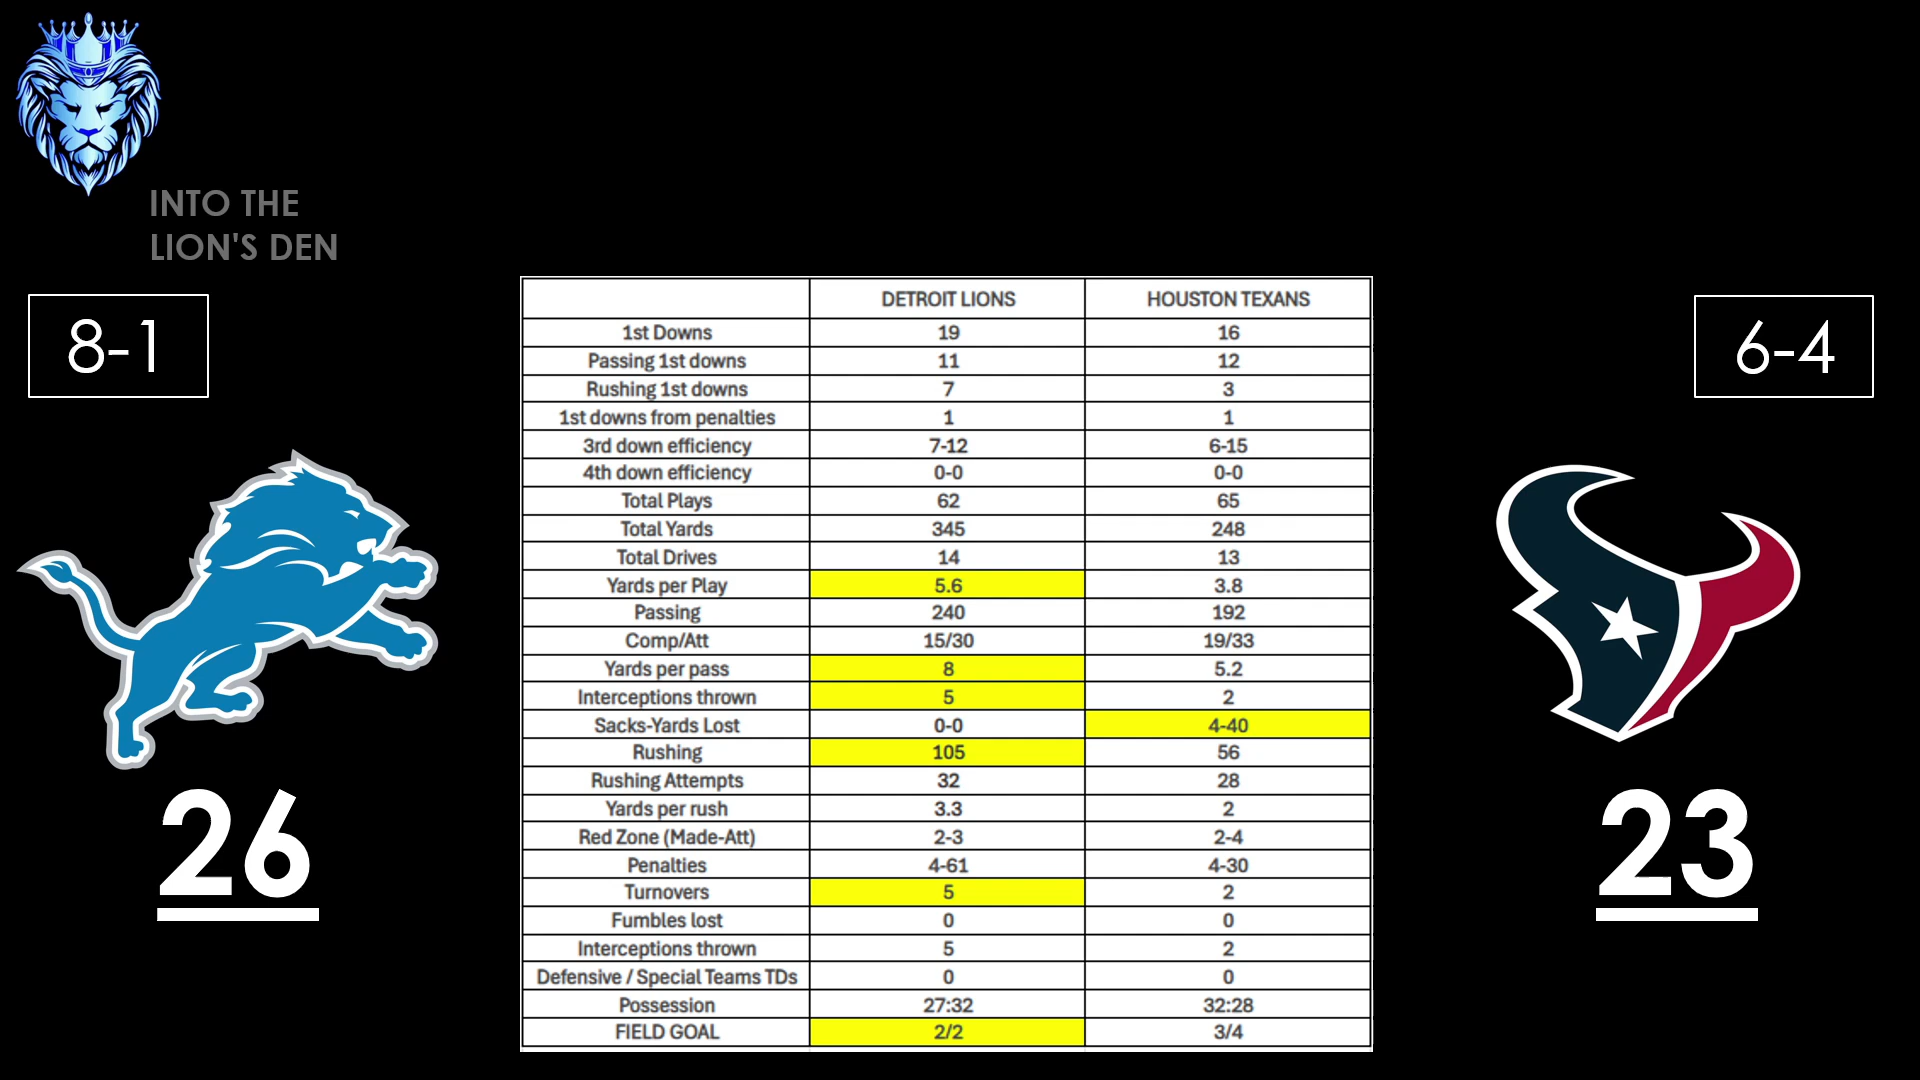 INTO THE
LION'S DEN
8-1
6-4
DETROIT LIONS HOUSTON TEXANS
1st Downs 19 16
Passing 1st downs 11 12
Rushing 1st downs 7 3
1st downs from penalties 1 1
3rd down efficiency 7-12 6-15
4th down efficiency 0-0 0-0
Total Plays 62 65
Total Yards 345 248
Total Drives 14 13
Yards per Play 5.6 3.8
Passing 240 192
Comp/Att 15/30 19/33
Yards per pass 8 5.2
Interceptions thrown 5 2
Sacks-Yards Lost 0-0 4-40
Rushing 105 56
Rushing Attempts 32 28
Yards per rush 3.3 2
Red Zone (Made-Att) 2-3 2-4
Penalties 4-61 4-30
Turnovers 5 2
Fumbles lost 0 0
Interceptions thrown 5 2
Defensive / Special Teams TDs 0 0
Possession 27:32 32:28
FIELD GOAL 2/2 3/4
26
23